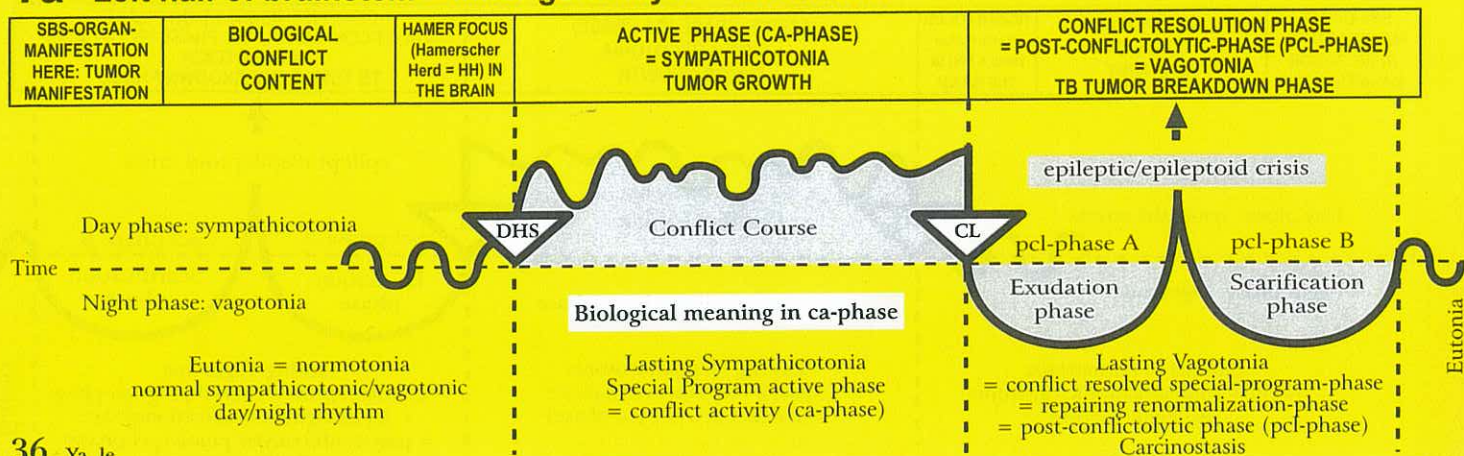 SBS-ORGAN-
MANIFESTATION
HERE: TUMOR
MANIFESTATION
BIOLOGICAL
CONFLICT
CONTENT
HAMER FOCUS
(Hamerscher
Herd = HH) IN
THE BRAIN
ACTIVE PHASE (CA-PHASE)
= SYMPATHICOTONIA
TUMOR GROWTH
CONFLICT RESOLUTION PHASE
= POST-CONFLICTOLYTIC-PHASE (PCL-PHASE)
= VAGOTONIA
TB TUMOR BREAKDOWN PHASE
epileptic/epileptoid crisis
Day phase: sympathicotonia
DHS
Conflict Course
CL
pcl-phase A
pcl-phase B
Time
Night phase: vagotonia
Exudation
phase
Scarification
phase
Biological meaning in ca-phase
Eutonia
Eutonia = normotonia
normal sympathicotonic/vagotonic
day/night rhythm
Lasting Sympathicotonia
Special Program active phase
= conflict activity (ca-phase)
Lasting Vagotonia
= conflict resolved special-program-phase
= repairing renormalization-phase
= post-conflictolytic phase (pcl-phase)
Carcinostasis
36